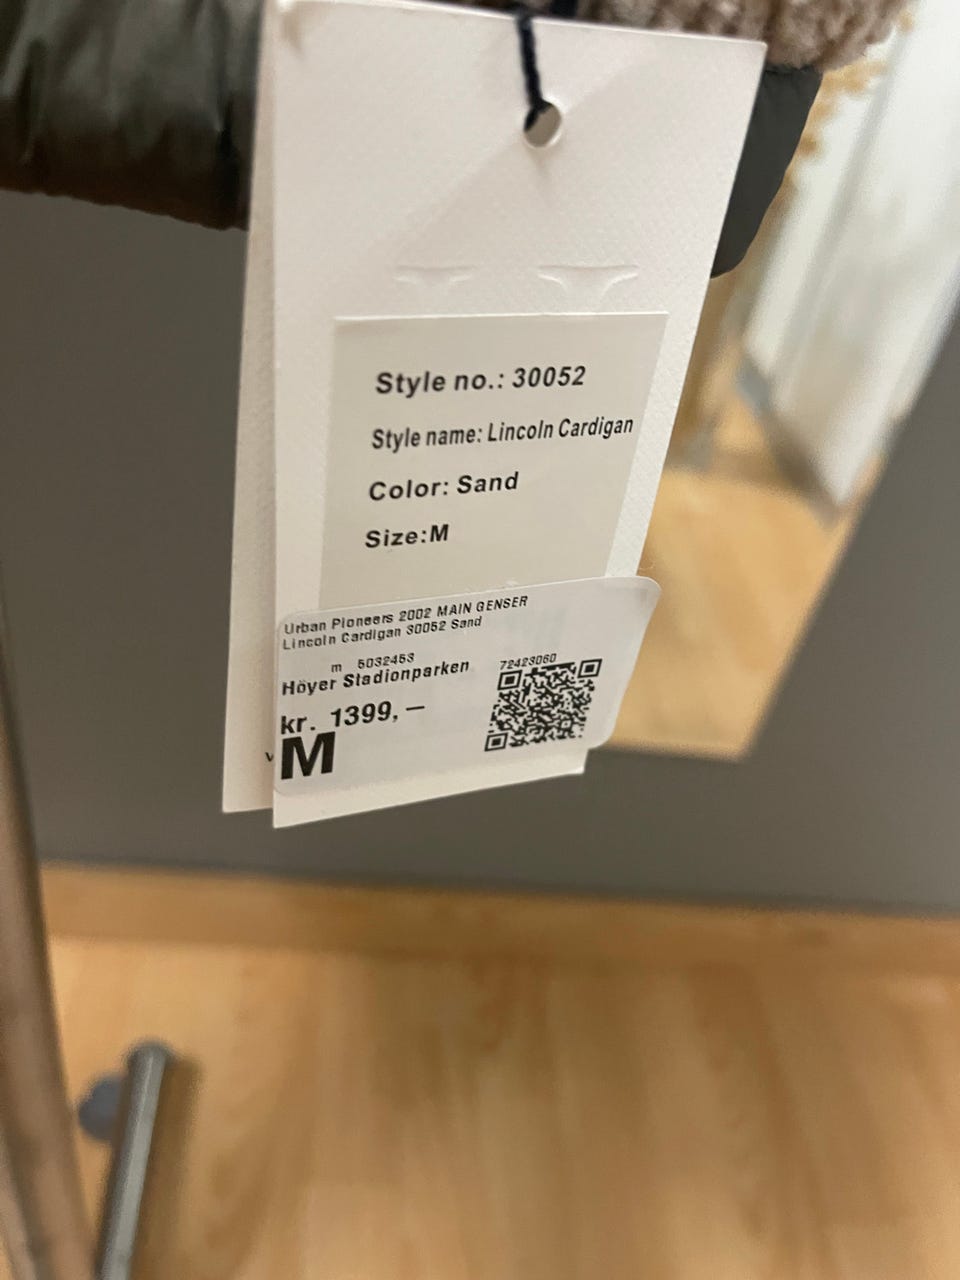 Style no.: 30052
Style name: Lincoln Cardigan
Color: Sand
Size:M
Urban Pioneers 2002 MAIN GENSER
Lincoln Cardigan 30052 Sand
m 5032453
72423060
Höyer Stadionparken
kr. 1399,–
M